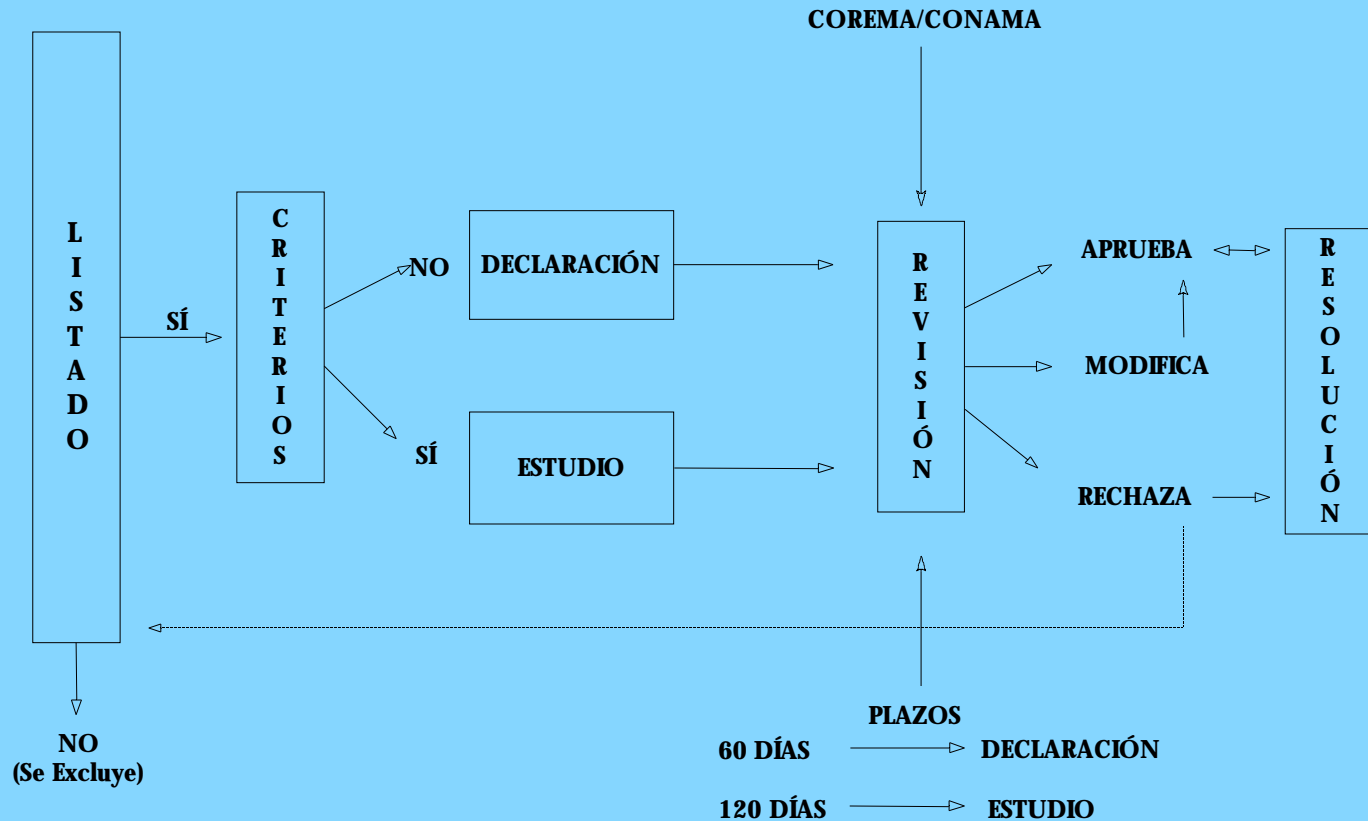 COREMA/CONAMA
LISTADO
SÍ
CRITERIOS
NO
DECLARACIÓN
SÍ
ESTUDIO
REVISIÓN
APRUEBA
MODIFICA
RECHAZA
RESOLUCIÓN
NO
(Se Excluye)
PLAZOS
60 DÍAS DECLARACIÓN
120 DÍAS ESTUDIO